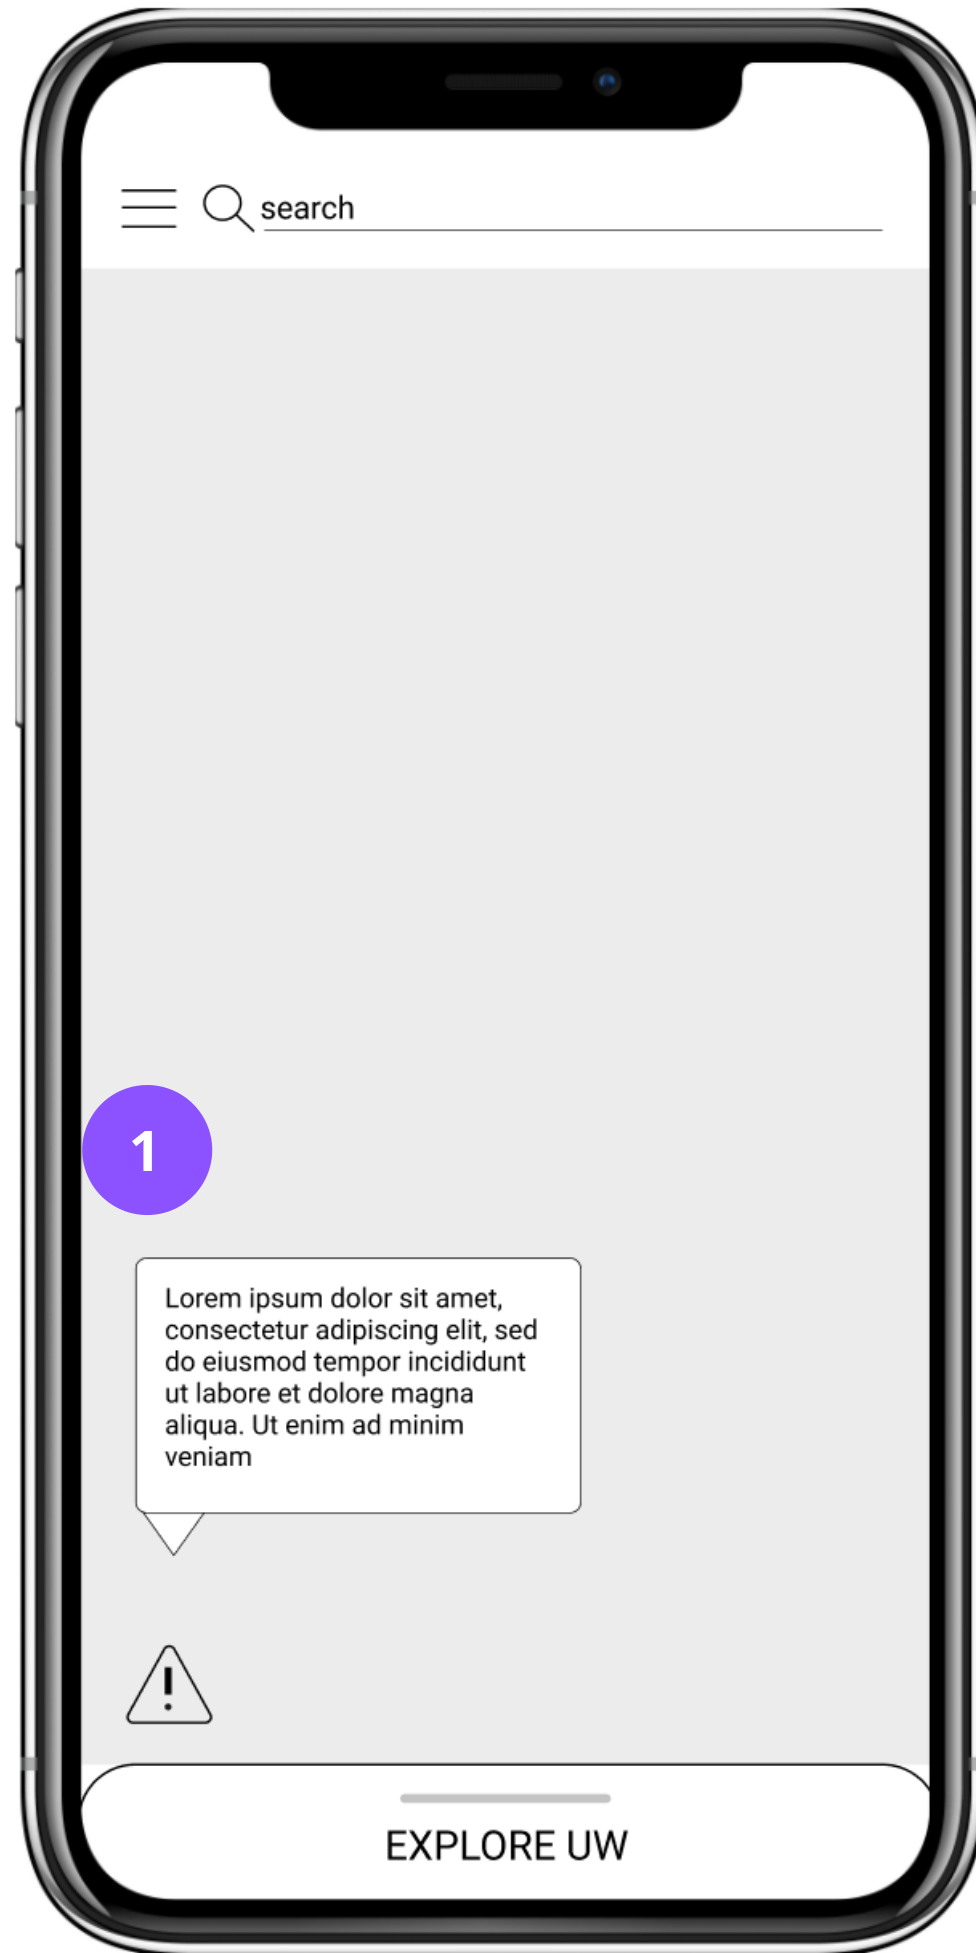 search
1
Lorem ipsum dolor sit amet,
consectetur adipiscing elit, sed
do eiusmod tempor incididunt
ut labore et dolore magna
aliqua. Ut enim ad minim
veniam
!
EXPLORE UW